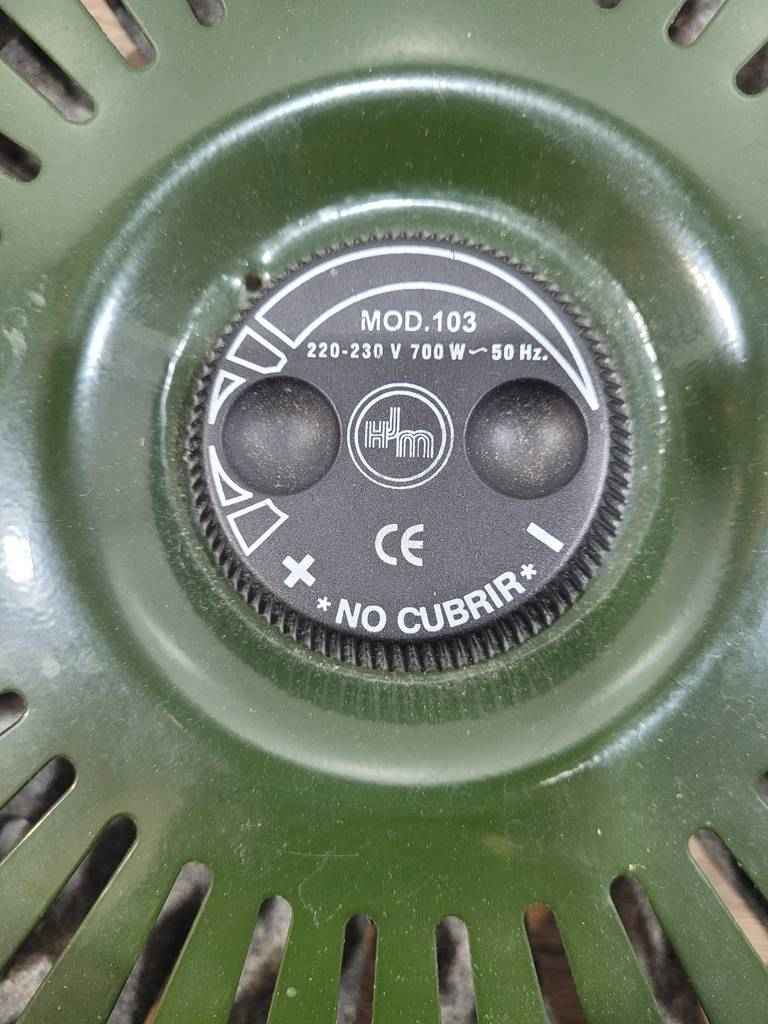 MOD.103
220-230 V 700 W~50 Hz.
HJm
CE
+
-
*NO CUBRIR*